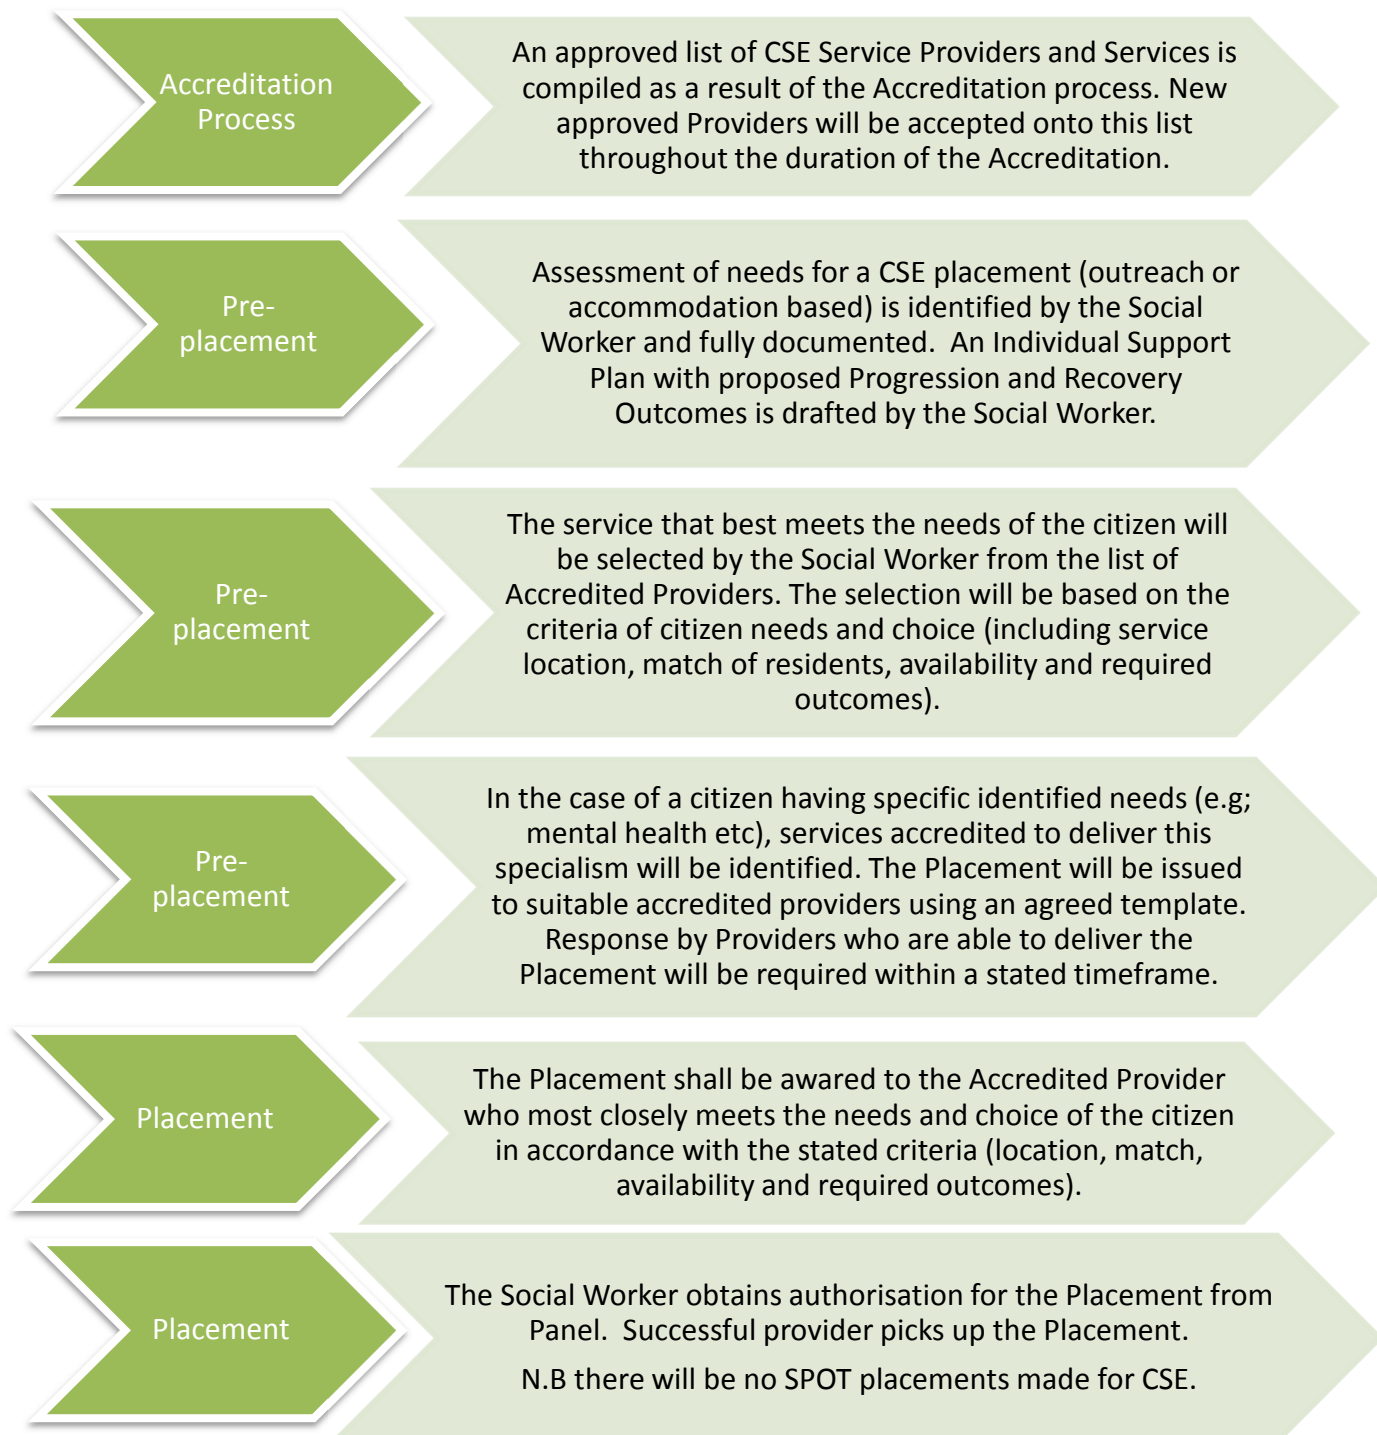 Accreditation
Process
An approved list of CSE Service Providers and Services is
compiled as a result of the Accreditation process. New
approved Providers will be accepted onto this list
throughout the duration of the Accreditation.
Pre-
placement
Assessment of needs for a CSE placement (outreach or
accommodation based) is identified by the Social
Worker and fully documented.  An Individual Support
Plan with proposed Progression and Recovery
Outcomes is drafted by the Social Worker.
Pre-
placement
The service that best meets the needs of the citizen will
be selected by the Social Worker from the list of
Accredited Providers. The selection will be based on the
criteria of citizen needs and choice (including service
location, match of residents, availability and required
outcomes).
Pre-
placement
In the case of a citizen having specific identified needs (e.g;
mental health etc), services accredited to deliver this
specialism will be identified. The Placement will be issued
to suitable accredited providers using an agreed template.
Response by Providers who are able to deliver the
Placement will be required within a stated timeframe.
Placement
The Placement shall be awared to the Accredited Provider
who most closely meets the needs and choice of the citizen
in accordance with the stated criteria (location, match,
availability and required outcomes).
Placement
The Social Worker obtains authorisation for the Placement from
Panel.  Successful provider picks up the Placement.
N.B there will be no SPOT placements made for CSE.